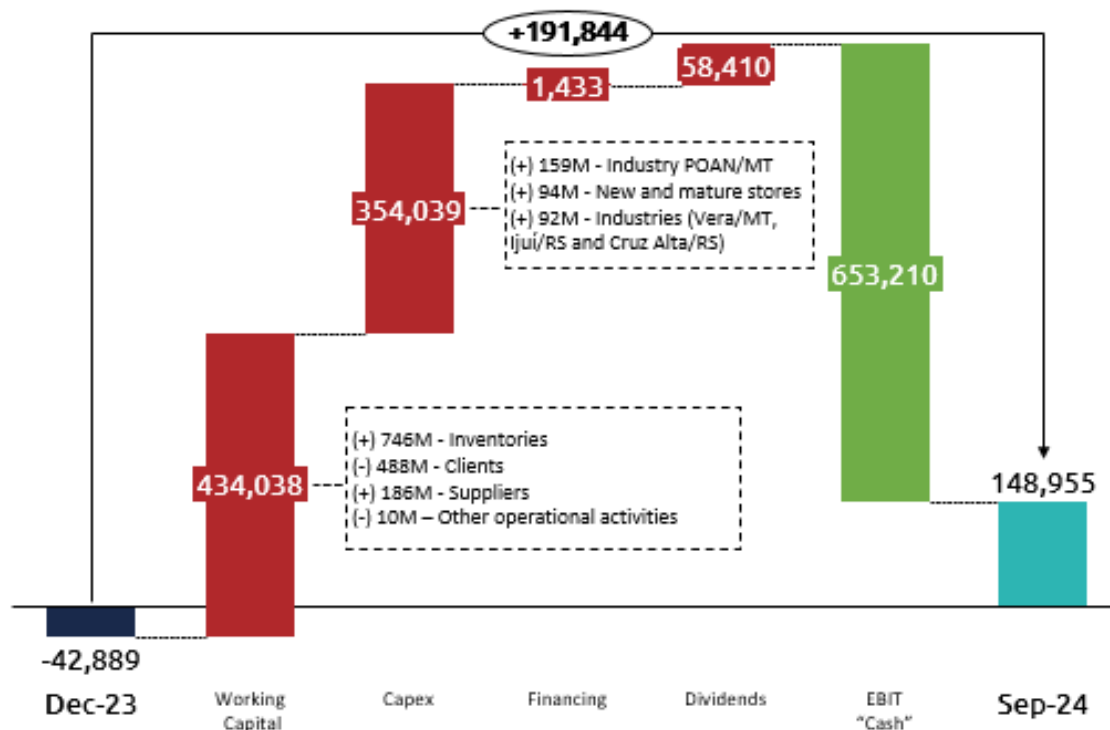 +191,844
1,433
58,410
354,039
(+) 159M - Industry POAN/MT
(+) 94M - New and mature stores
(+) 92M - Industries (Vera/MT,
Ijuí/RS and Cruz Alta/RS)
653,210
434,038
(+) 746M - Inventories
(-) 488M - Clients
(+) 186M - Suppliers
(-) 10M – Other operational activities
148,955
-42,889
Dec-23
Working
Capital
Capex
Financing
Dividends
EBIT
“Cash”
Sep-24